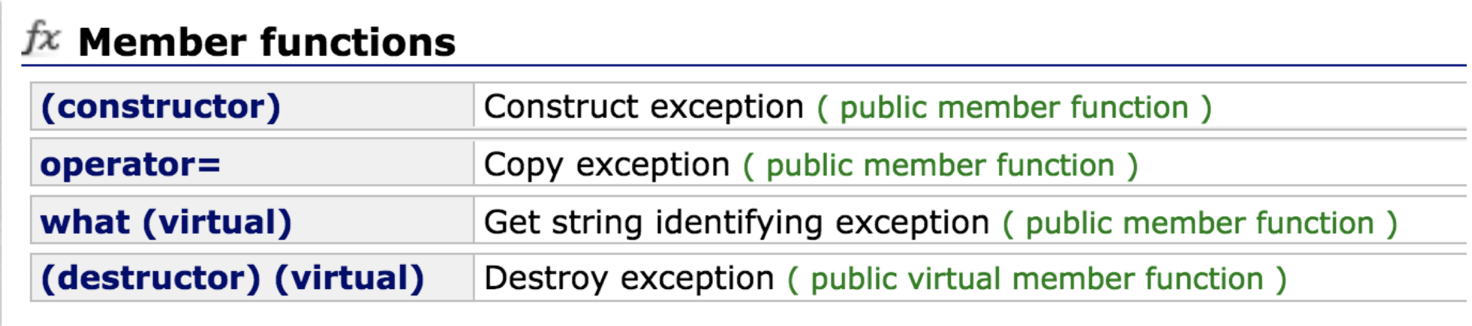 fx Member functions
(constructor) Construct exception ( public member function )
operator= Copy exception ( public member function )
what (virtual) Get string identifying exception ( public member function )
(destructor) (virtual) Destroy exception ( public virtual member function )